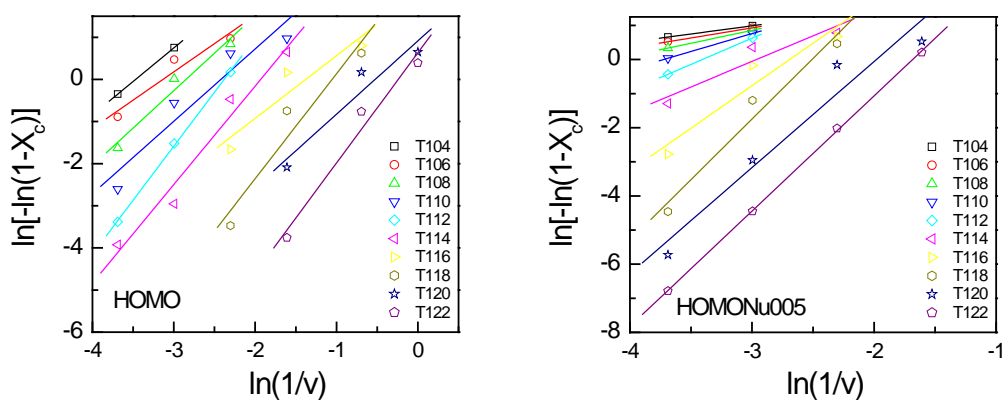 ln[-ln(1-Xc)]
0
-2
-4
-6
-4
-3
-2
-1
0
ln(1/v)
HOMO
T104
T106
T108
T110
T112
T114
T116
T118
T120
T122
ln[-ln(1-Xc)]
0
-2
-4
-6
-8
-4
-3
-2
-1
ln(1/v)
HOMONu005
T104
T106
T108
T110
T112
T114
T116
T118
T120
T122